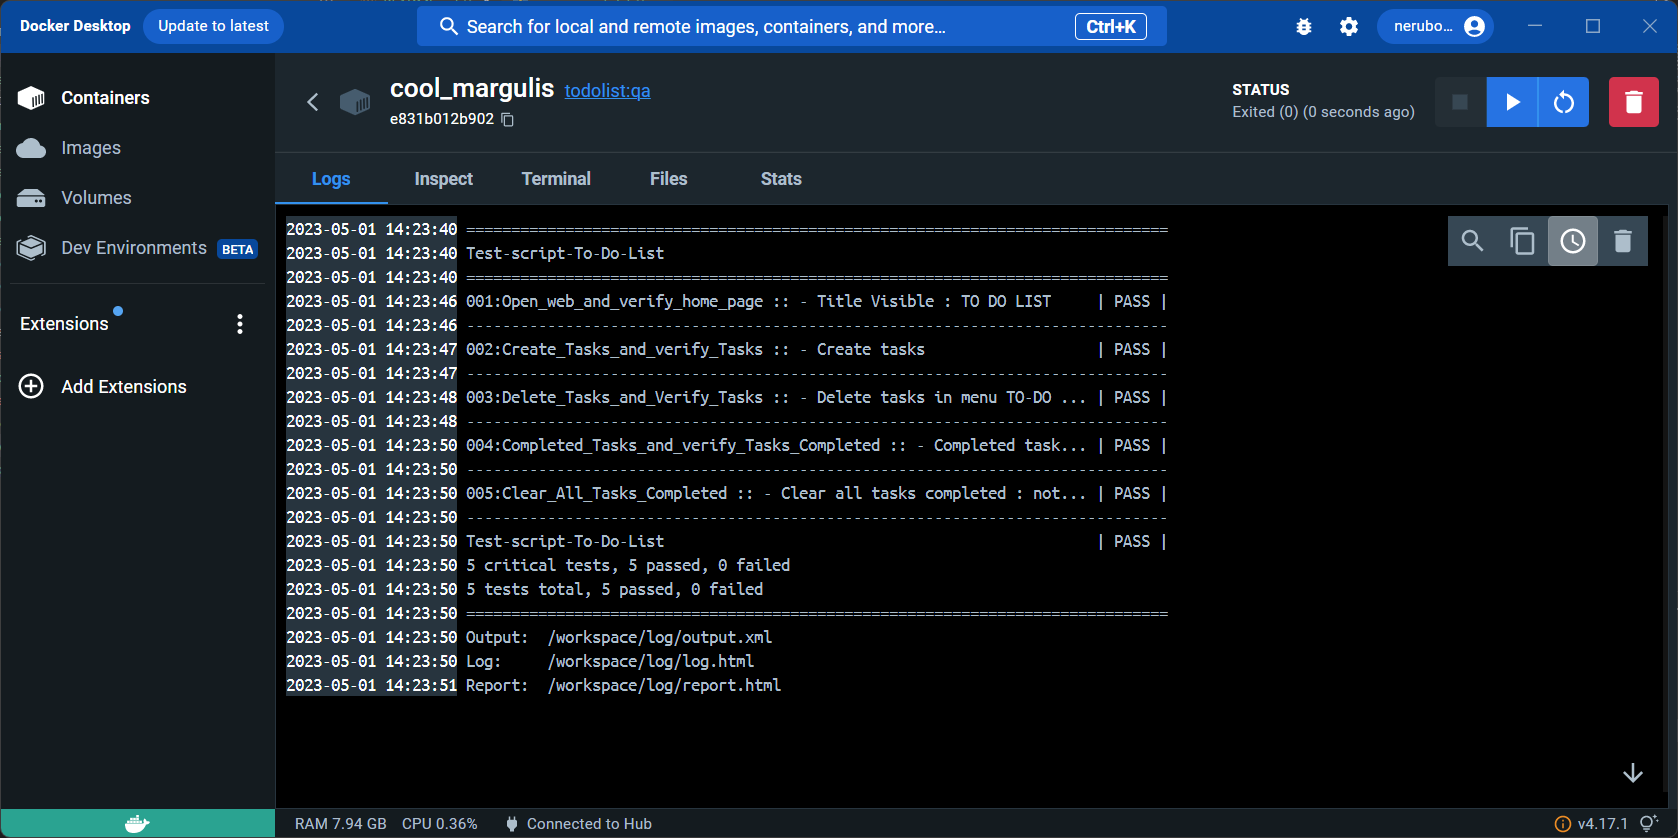 Docker Desktop
Update to latest
Search for local and remote images, containers, and more...
Ctrl+K
nerubo...
Containers
Images
Volumes
Dev Environments BETA
Extensions
Add Extensions
cool_margulis todolist:qa
e831b012b902
STATUS
Exited (0) (0 seconds ago)
Logs Inspect Terminal Files Stats
2023-05-01 14:23:40 ==============================================================================
2023-05-01 14:23:40 Test-script-To-Do-List
2023-05-01 14:23:40 ==============================================================================
2023-05-01 14:23:46 001:Open_web_and_verify_home_page :: - Title Visible : TO DO LIST     | PASS |
2023-05-01 14:23:46 ------------------------------------------------------------------------------
2023-05-01 14:23:47 002:Create_Tasks_and_verify_Tasks :: - Create tasks                   | PASS |
2023-05-01 14:23:47 ------------------------------------------------------------------------------
2023-05-01 14:23:48 003:Delete_Tasks_and_Verify_Tasks :: - Delete tasks in menu TO-DO ... | PASS |
2023-05-01 14:23:48 ------------------------------------------------------------------------------
2023-05-01 14:23:50 004:Completed_Tasks_and_verify_Tasks_Completed :: - Completed task... | PASS |
2023-05-01 14:23:50 ------------------------------------------------------------------------------
2023-05-01 14:23:50 005:Clear_All_Tasks_Completed :: - Clear all tasks completed : not... | PASS |
2023-05-01 14:23:50 ------------------------------------------------------------------------------
2023-05-01 14:23:50 Test-script-To-Do-List                                                | PASS |
2023-05-01 14:23:50 5 critical tests, 5 passed, 0 failed
2023-05-01 14:23:50 5 tests total, 5 passed, 0 failed
2023-05-01 14:23:50 ==============================================================================
2023-05-01 14:23:50 Output:  /workspace/log/output.xml
2023-05-01 14:23:50 Log:     /workspace/log/log.html
2023-05-01 14:23:51 Report:  /workspace/log/report.html
RAM 7.94 GB CPU 0.36% Connected to Hub
v4.17.1